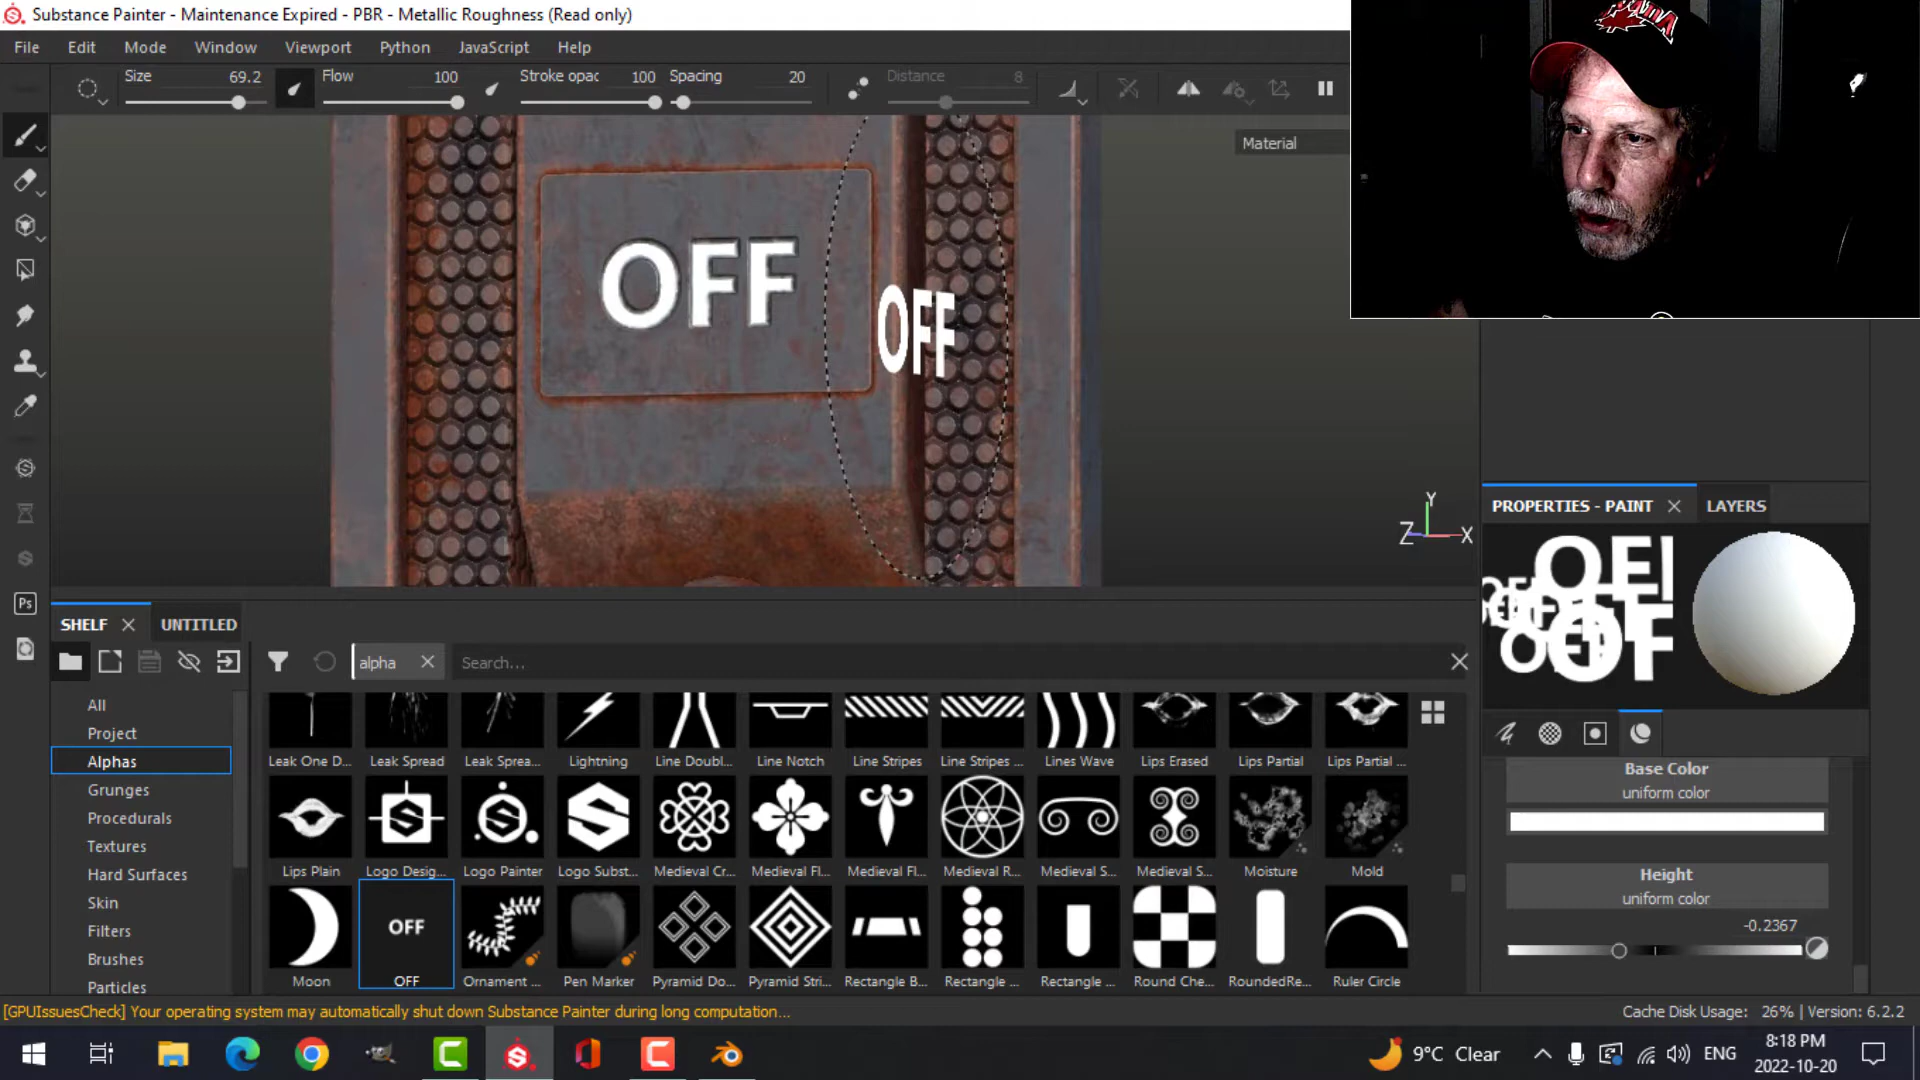 Substance Painter - Maintenance Expired - PBR - Metallic Roughness (Read only)
File Edit Mode Window Viewport Python JavaScript Help
Size 69.2 Flow 100 Stroke opac 100 Spacing 20 Distance 8
Material
OFF
OFF
Y
Z X
PROPERTIES - PAINT LAYERS
SHELF UNTITLED
alpha Search...
All
Project
Alphas
Grunges
Procedurals
Textures
Hard Surfaces
Skin
Filters
Brushes
Particles
Leak One D... Leak Spread Leak Sprea... Lightning Line Doubl... Line Notch Line Stripes Line Stripes ... Lines Wave Lips Erased Lips Partial Lips Partial ...
Lips Plain Logo Desig... Logo Painter Logo Subst... Medieval Cr... Medieval Fl... Medieval Fl... Medieval R... Medieval S... Medieval S... Moisture Mold
OFF
Moon OFF Ornament ... Pen Marker Pyramid Do... Pyramid Stri... Rectangle B... Rectangle ... Rectangle ... Round Che... RoundedRe... Ruler Circle
Base Color
uniform color
Height
uniform color
-0.2367
[GPUIssuesCheck] Your operating system may automatically shut down Substance Painter during long computation...
Cache Disk Usage: 26% | Version: 6.2.2
Ps
9°C Clear
ENG
8:18 PM
2022-10-20